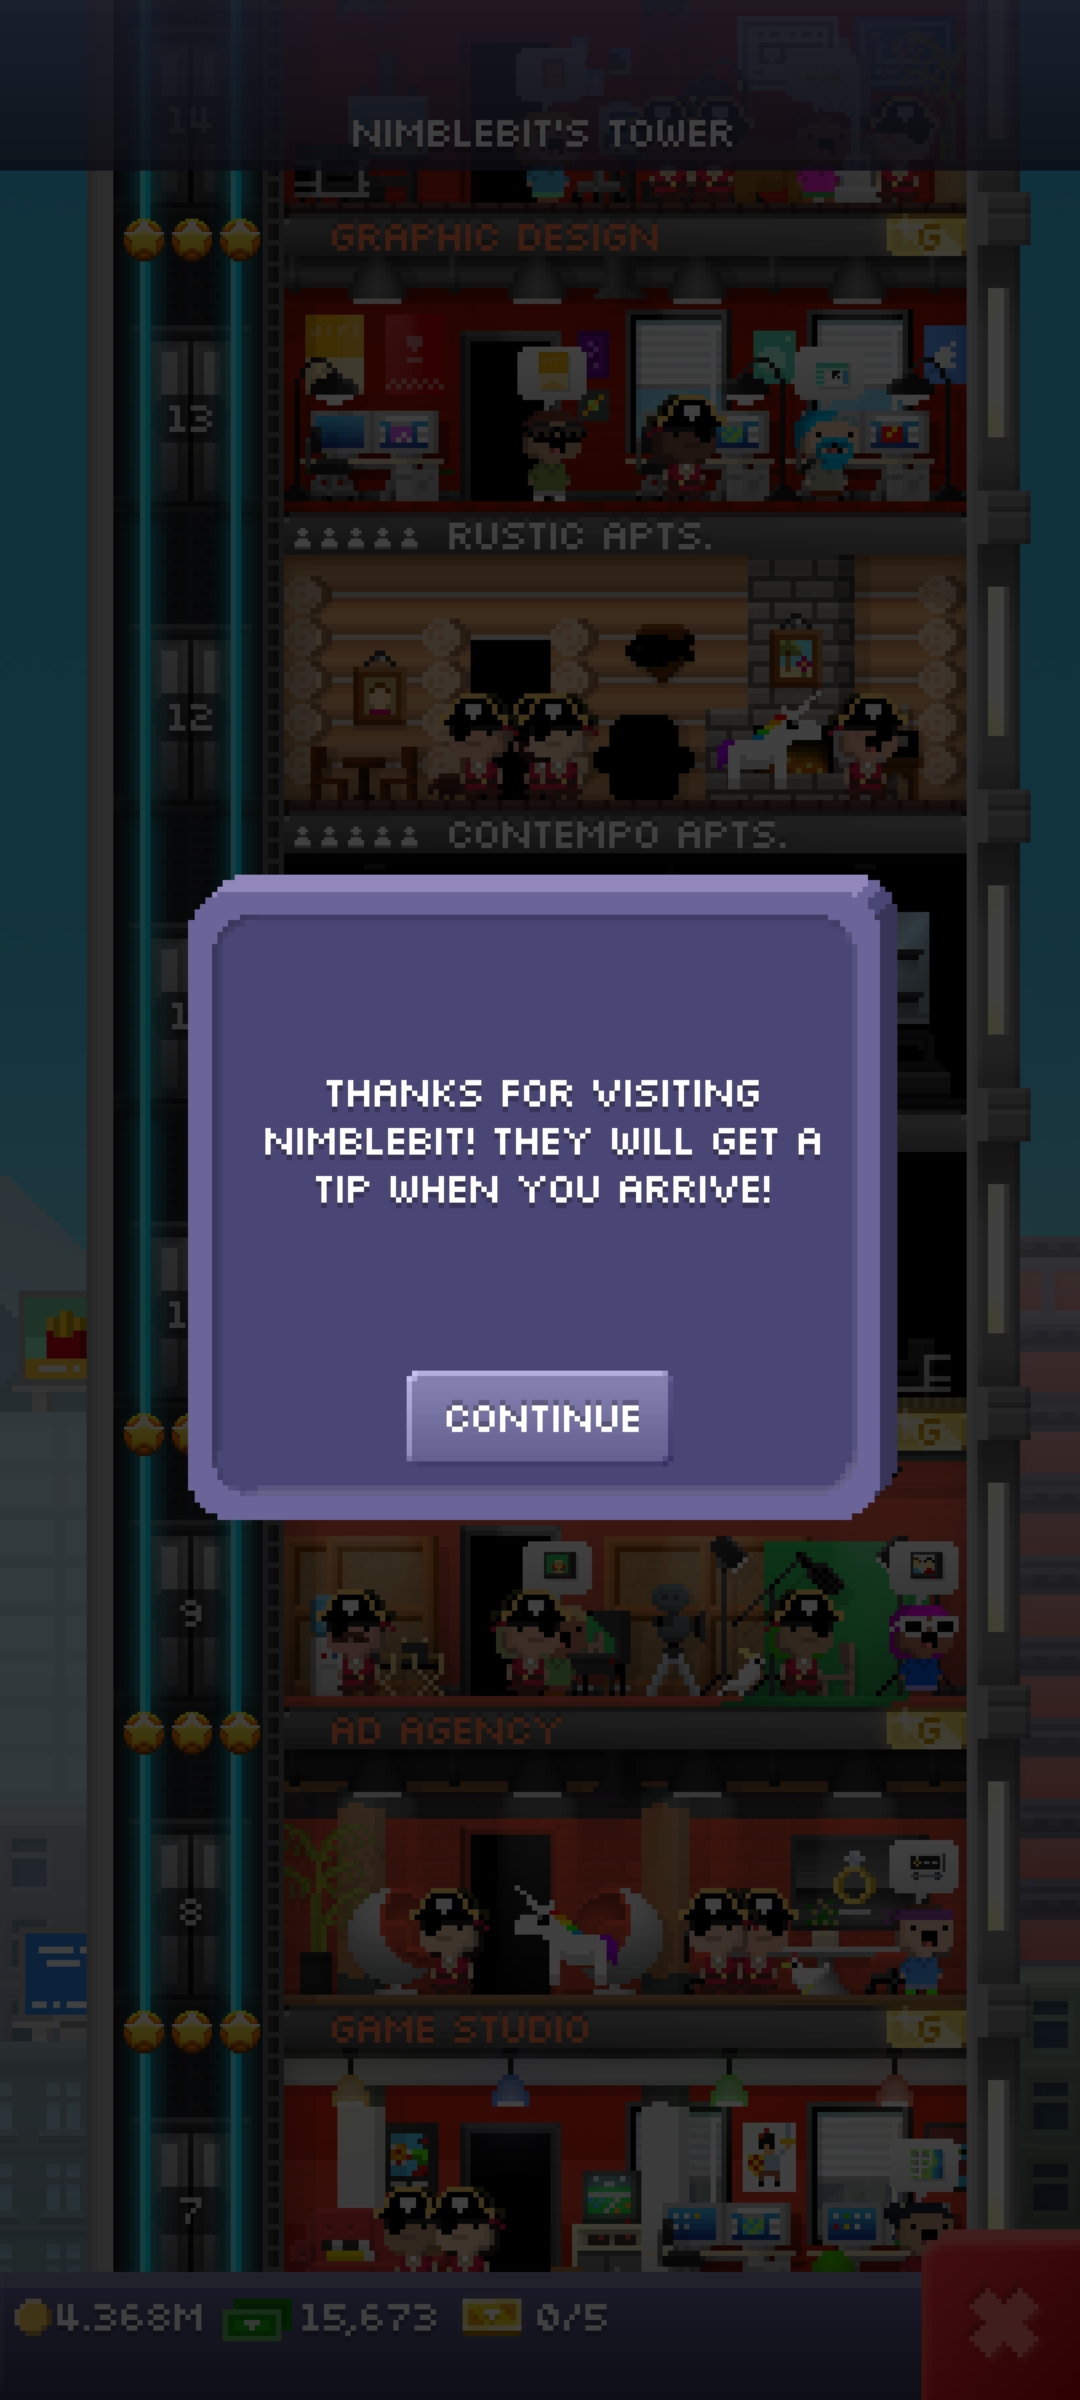 14
NIMBLEBIT'S TOWER
GRAPHIC DESIGN
G
13
RUSTIC APTS.
12
CONTEMPO APTS.
1
THANKS FOR VISITING
NIMBLEBIT! THEY WILL GET A
TIP WHEN YOU ARRIVE!
1
CONTINUE
G
9
AD AGENCY
G
8
GAME STUDIO
G
7
4.368M
15,673
0/5